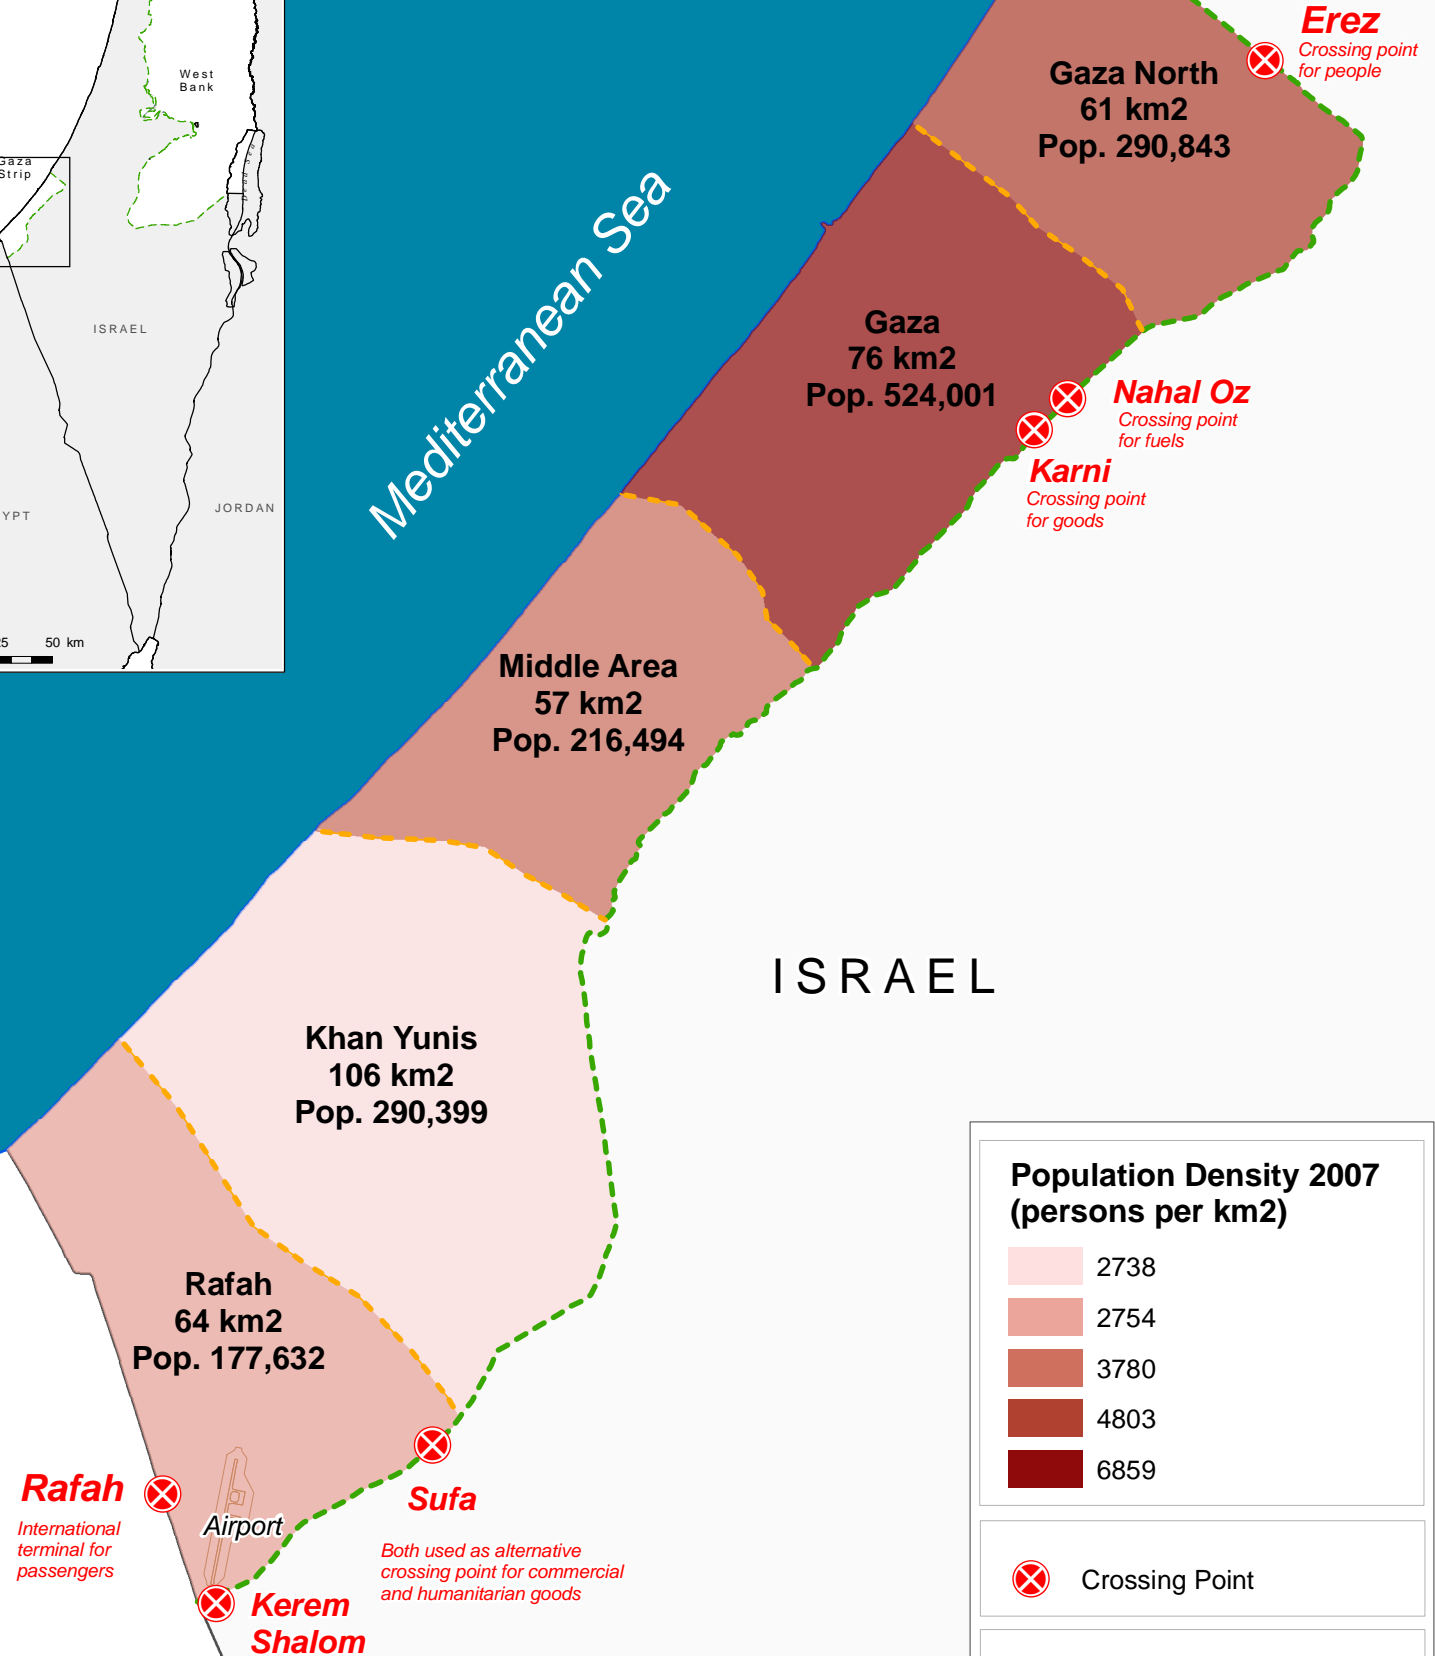 West
Bank
Gaza
Strip
Dead Sea
ISRAEL
JORDAN
50 km
Mediterranean Sea
Erez
Crossing point
for people
Gaza North
61 km2
Pop. 290,843
Gaza
76 km2
Pop. 524,001
Nahal Oz
Crossing point
for fuels
Karni
Crossing point
for goods
Middle Area
57 km2
Pop. 216,494
ISRAEL
Khan Yunis
106 km2
Pop. 290,399
Rafah
64 km2
Pop. 177,632
Rafah
International
terminal for
passengers
Airport
Sufa
Both used as alternative
crossing point for commercial
and humanitarian goods
Kerem
Shalom
Population Density 2007
(persons per km2)
2738
2754
3780
4803
6859
Crossing Point